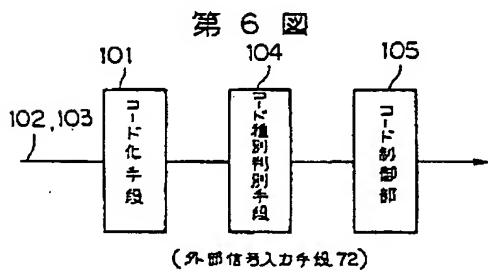 第6図
101
104
105
102,103
コード化手段
コード種別判別手段
コード制御部
(外部信号入力手段72)